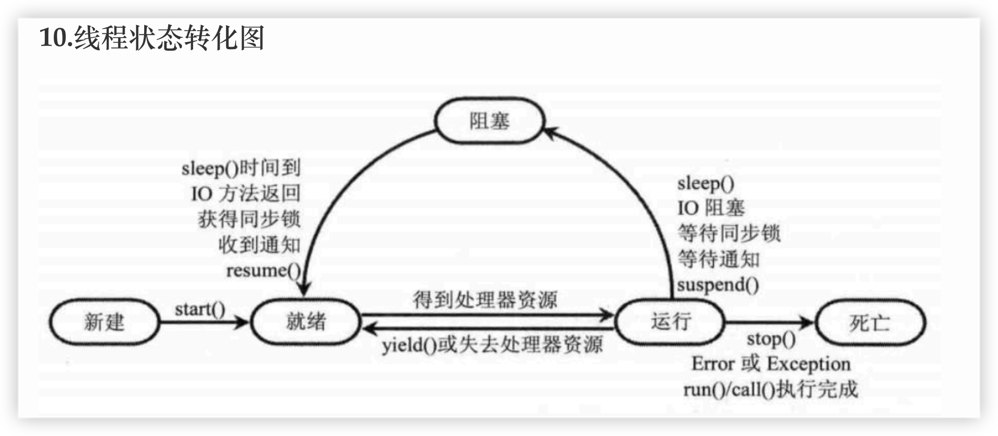 10.线程状态转化图
阻塞
sleep()时间到
IO 方法返回
获得同步锁
收到通知
resume()
sleep()
IO 阻塞
等待同步锁
等待通知
suspend()
新建
start()
就绪
得到处理器资源
yield()或失去处理器资源
运行
stop()
Error 或 Exception
run()/call()执行完成
死亡